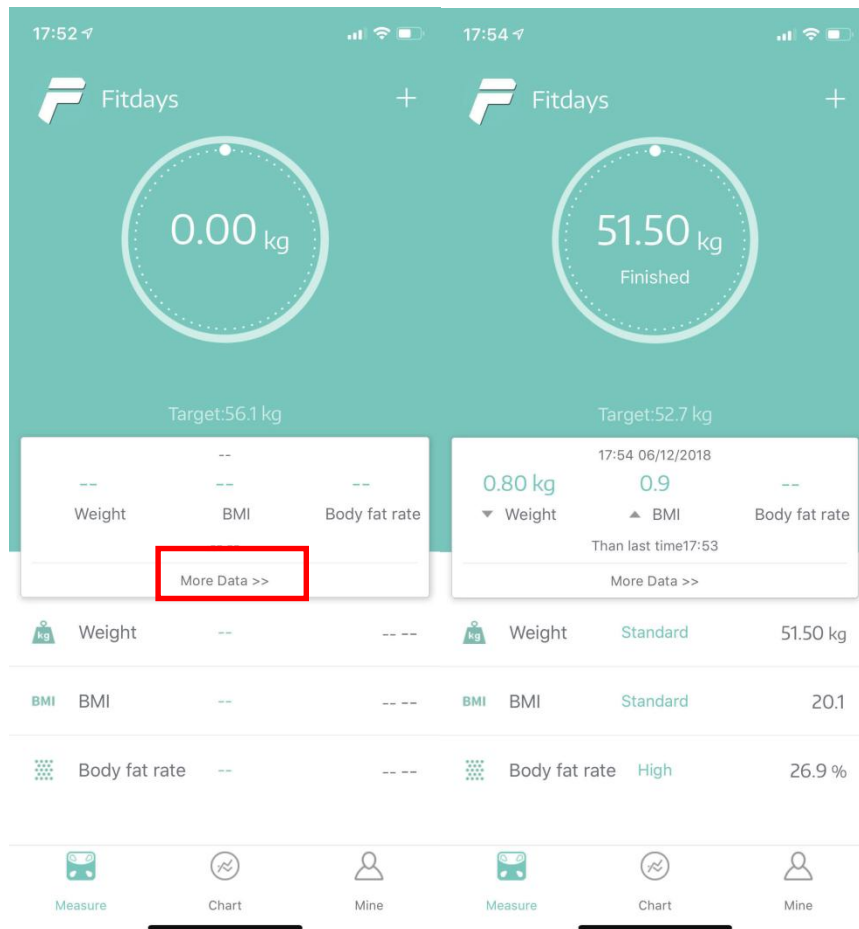 17:52
Fitdays
+
0.00 kg
Target:56.1 kg
--
-- -- --
Weight BMI Body fat rate
-- --
More Data >>
kg Weight -- -- --
BMI BMI -- -- --
Body fat rate -- -- --
Measure Chart Mine
17:54
Fitdays
+
51.50 kg
Finished
Target:52.7 kg
17:54 06/12/2018
0.80 kg 0.9 --
▼ Weight ▲ BMI Body fat rate
Than last time17:53
More Data >>
kg Weight Standard 51.50 kg
BMI BMI Standard 20.1
Body fat rate High 26.9 %
Measure Chart Mine